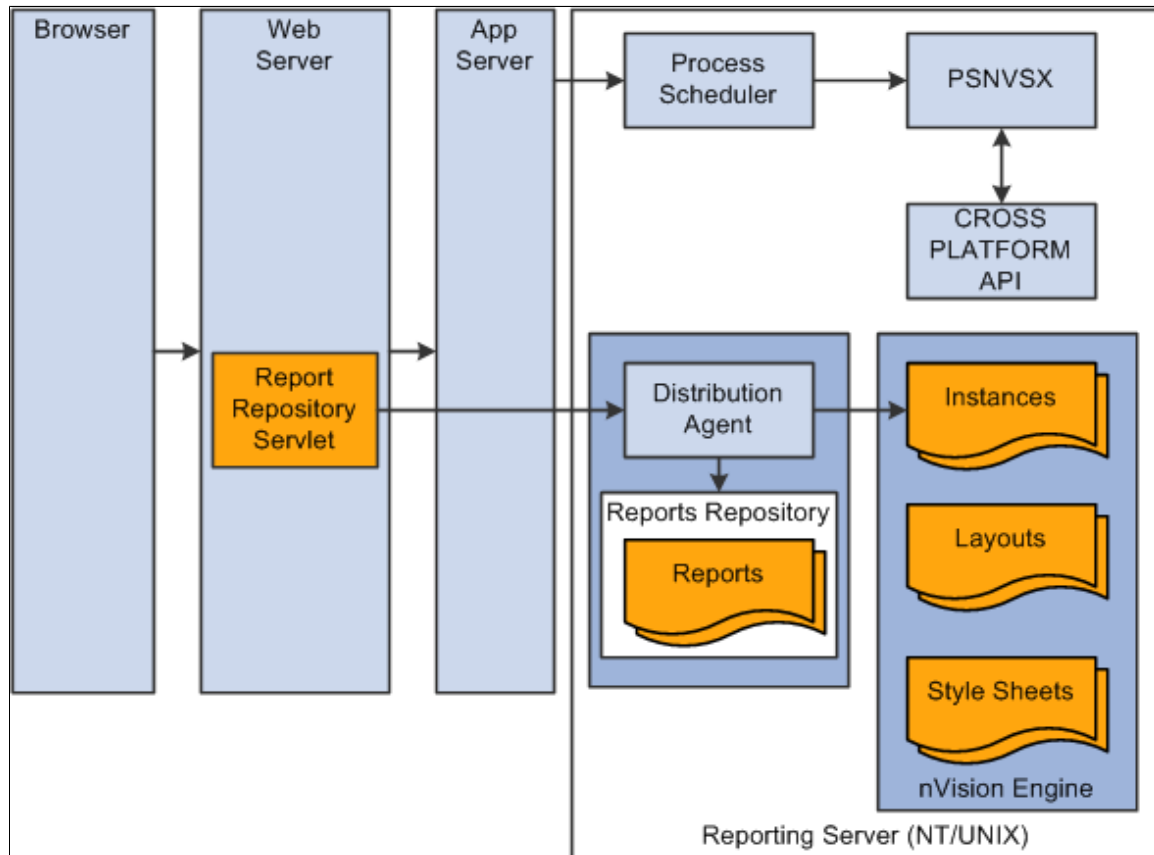 Browser
Web
Server
App
Server
Process
Scheduler
PSNVSX
CROSS
PLATFORM
API
Report
Repository
Servlet
Distribution
Agent
Instances
Reports Repository
Reports
Layouts
Style Sheets
nVision Engine
Reporting Server (NT/UNIX)